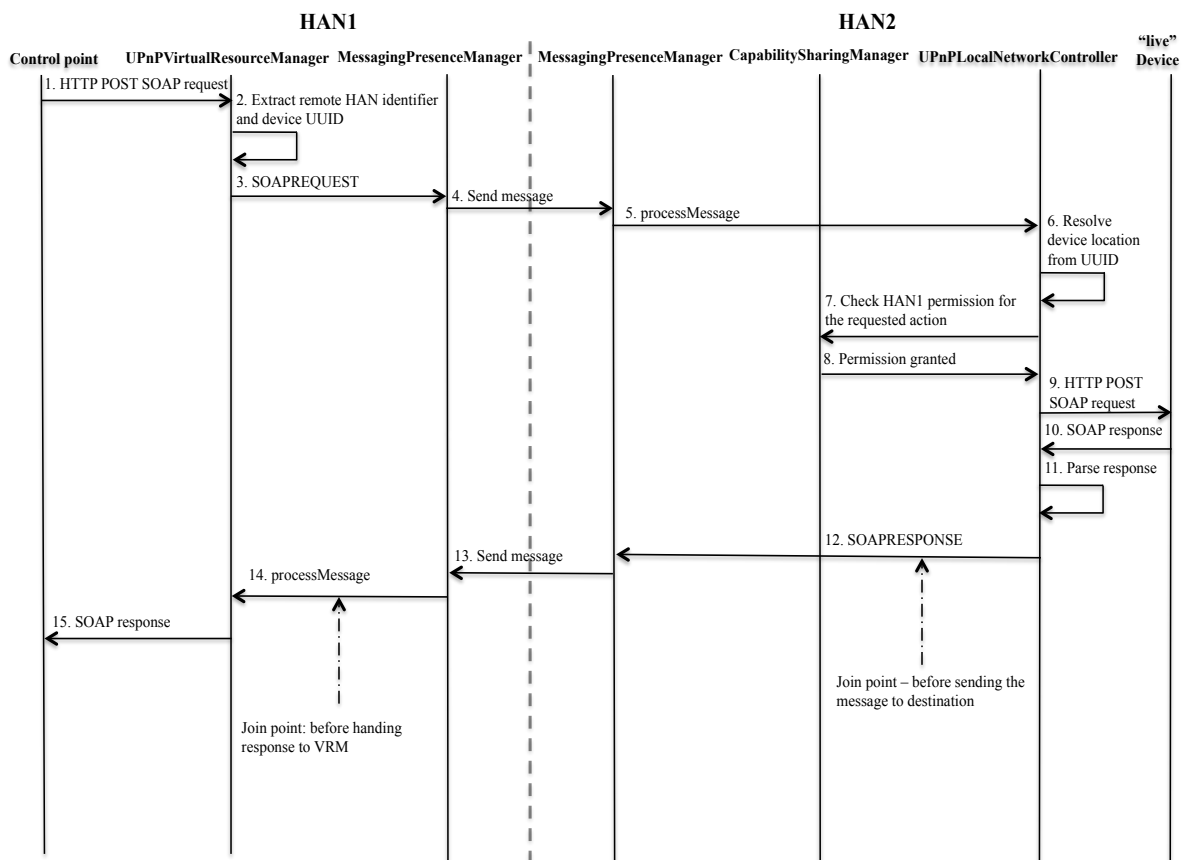 HAN1
HAN2
Control point
UPnPVirtualResourceManager
MessagingPresenceManager
MessagingPresenceManager
CapabilitySharingManager
UPnPLocalNetworkController
“live”
Device
1. HTTP POST SOAP request
2. Extract remote HAN identifier
and device UUID
3. SOAPREQUEST
4. Send message
5. processMessage
6. Resolve
device location
from UUID
7. Check HAN1 permission for
the requested action
8. Permission granted
9. HTTP POST
SOAP request
10. SOAP response
11. Parse response
12. SOAPRESPONSE
13. Send message
14. processMessage
15. SOAP response
Join point – before sending the
message to destination
Join point: before handing
response to VRM